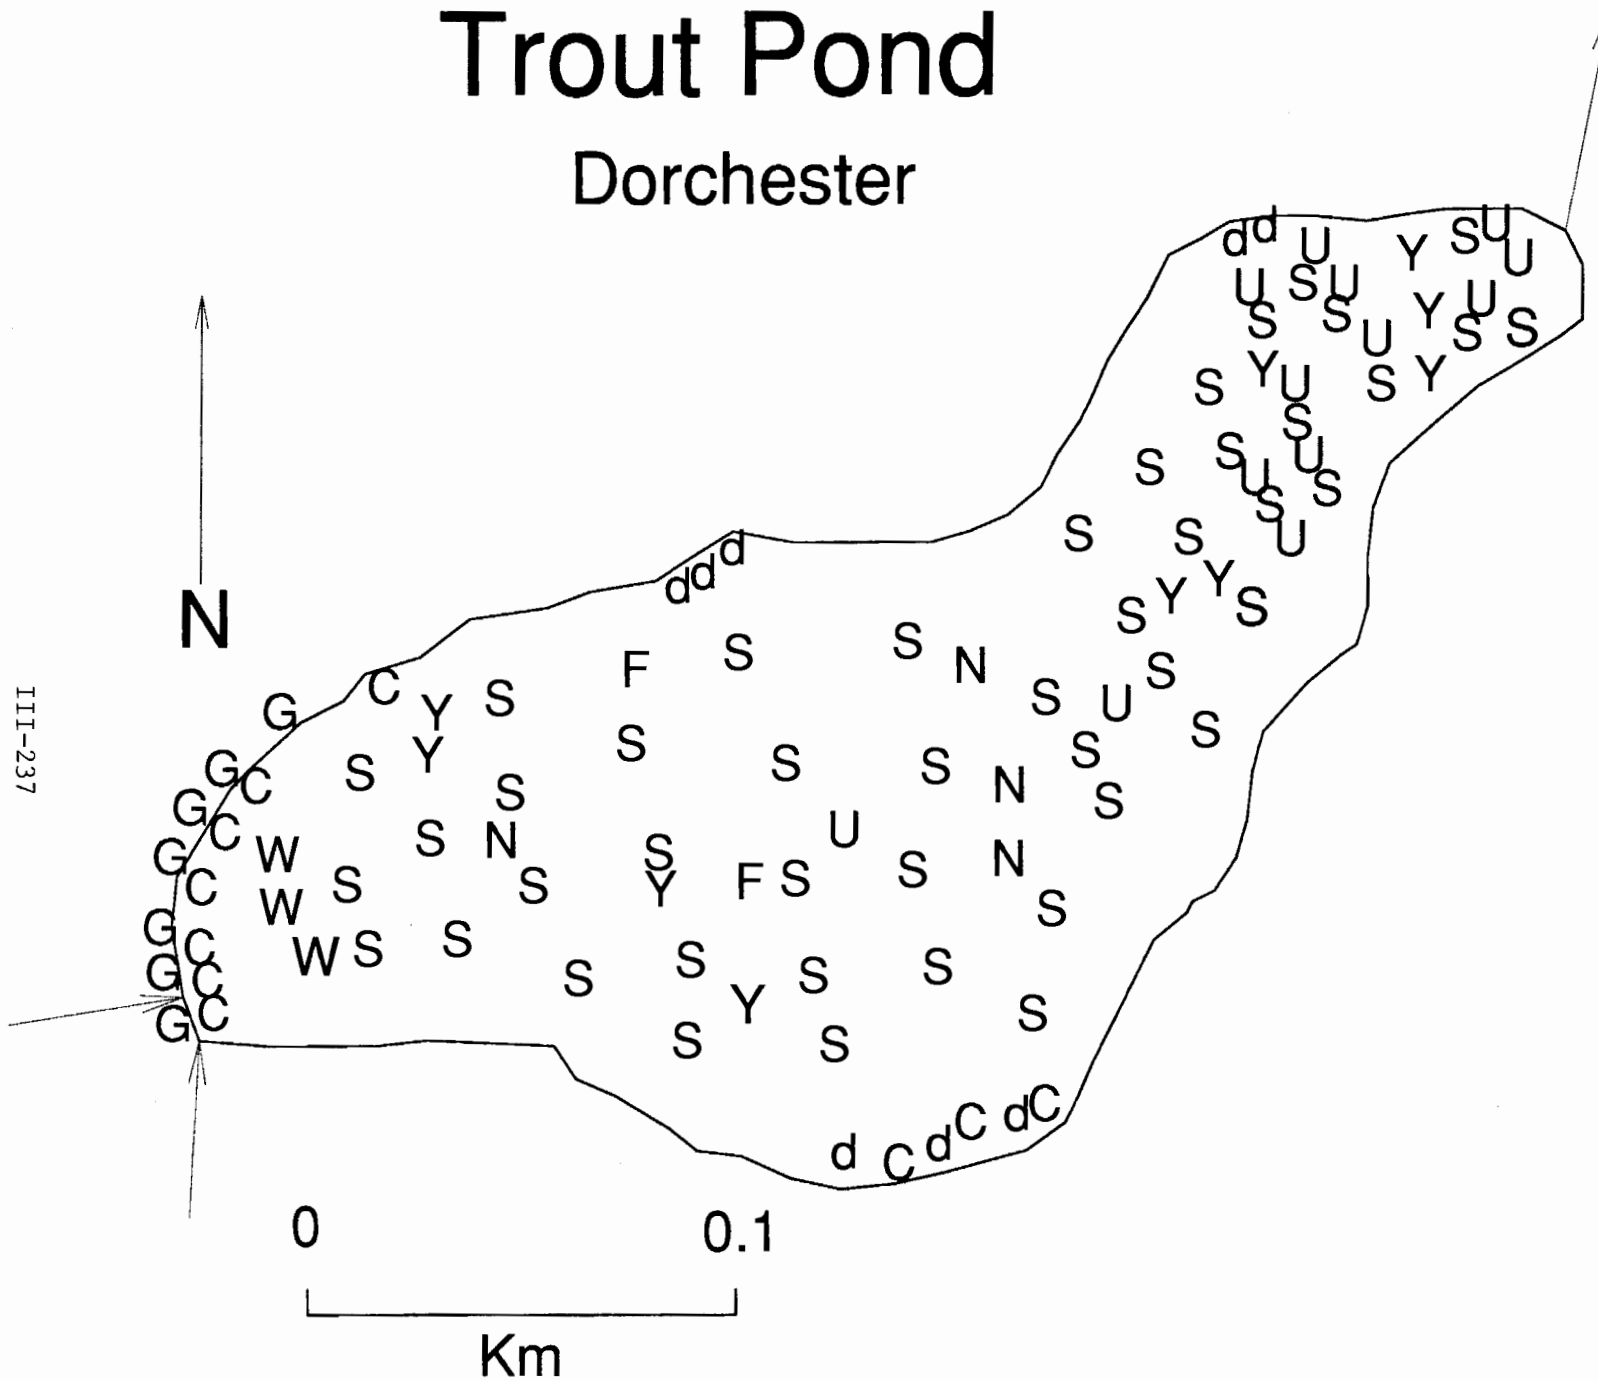 Trout Pond
Dorchester
d d U Y S U U
U S U Y U
S S U S S
Y U S Y
S S
S S U
U S
S
S S U
d d d Y Y S
N S
F S S N S
C Y S S U
G S S
Y S S S N S
G C S S
G C S N U
W S N
G C S S Y F S S
W S
G C W S S S S S S
G C Y S
G C S S
d C d C d C
0 0.1
Km
III-237